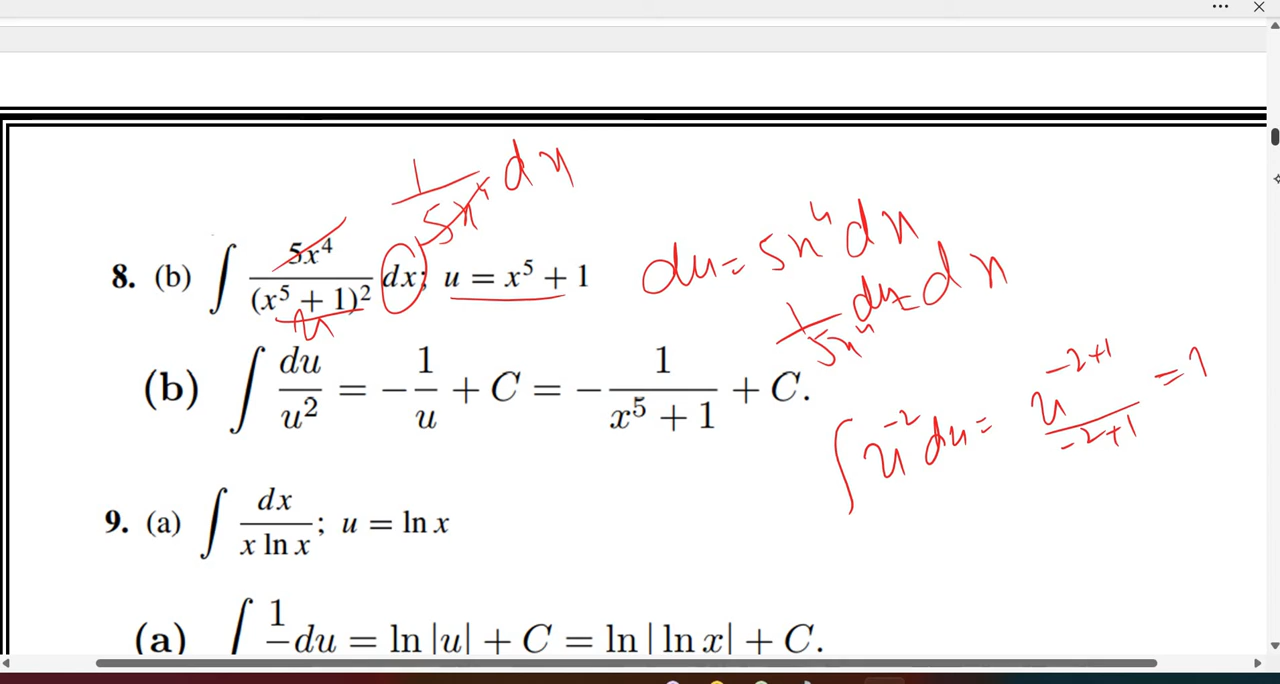 1/5x⁴ dx
8. (b) ∫ 5x⁴/(x⁵ + 1)² dx; u = x⁵ + 1
u
du = 5x⁴dx
1/5x⁴ du = dx
(b) ∫ du/u² = −1/u + C = −1/(x⁵ + 1) + C.
∫ u⁻² du = u⁻²⁺¹/−2+1 =
9. (a) ∫ dx/(x ln x); u = ln x
(a) ∫ 1/ du = ln |u| + C = ln | ln x| + C.